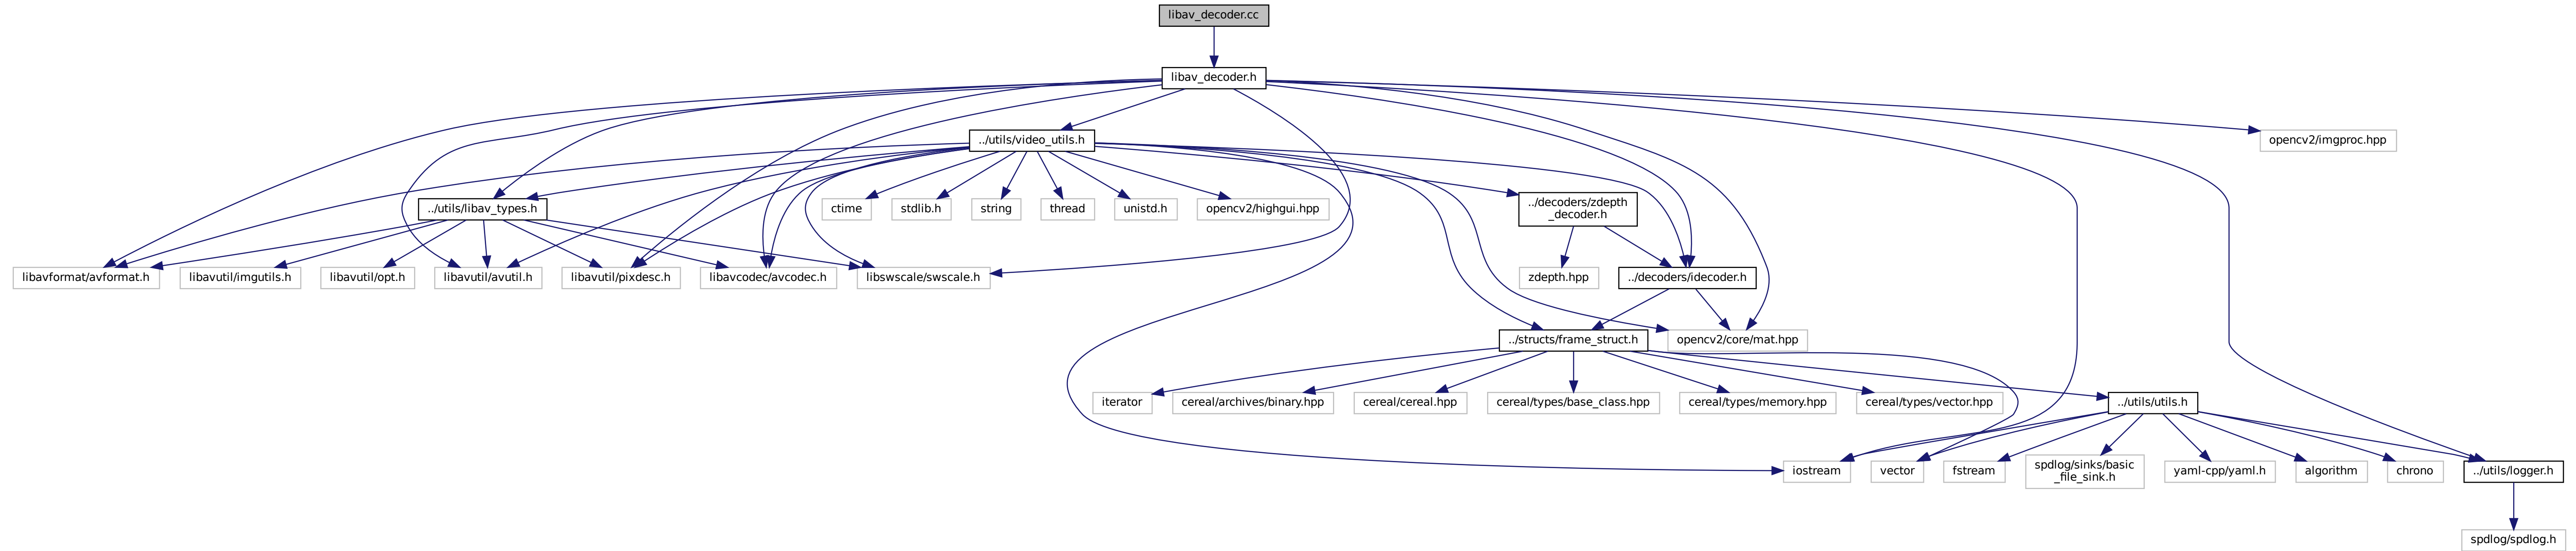 libav_decoder.cc
libav_decoder.h
../utils/video_utils.h
opencv2/imgproc.hpp
../utils/libav_types.h
ctime
stdlib.h
string
thread
unistd.h
opencv2/highgui.hpp
../decoders/zdepth
_decoder.h
libavformat/avformat.h
libavutil/imgutils.h
libavutil/opt.h
libavutil/avutil.h
libavutil/pixdesc.h
libavcodec/avcodec.h
libswscale/swscale.h
zdepth.hpp
../decoders/idecoder.h
../structs/frame_struct.h
opencv2/core/mat.hpp
iterator
cereal/archives/binary.hpp
cereal/cereal.hpp
cereal/types/base_class.hpp
cereal/types/memory.hpp
cereal/types/vector.hpp
../utils/utils.h
iostream
vector
fstream
spdlog/sinks/basic
_file_sink.h
yaml-cpp/yaml.h
algorithm
chrono
../utils/logger.h
spdlog/spdlog.h